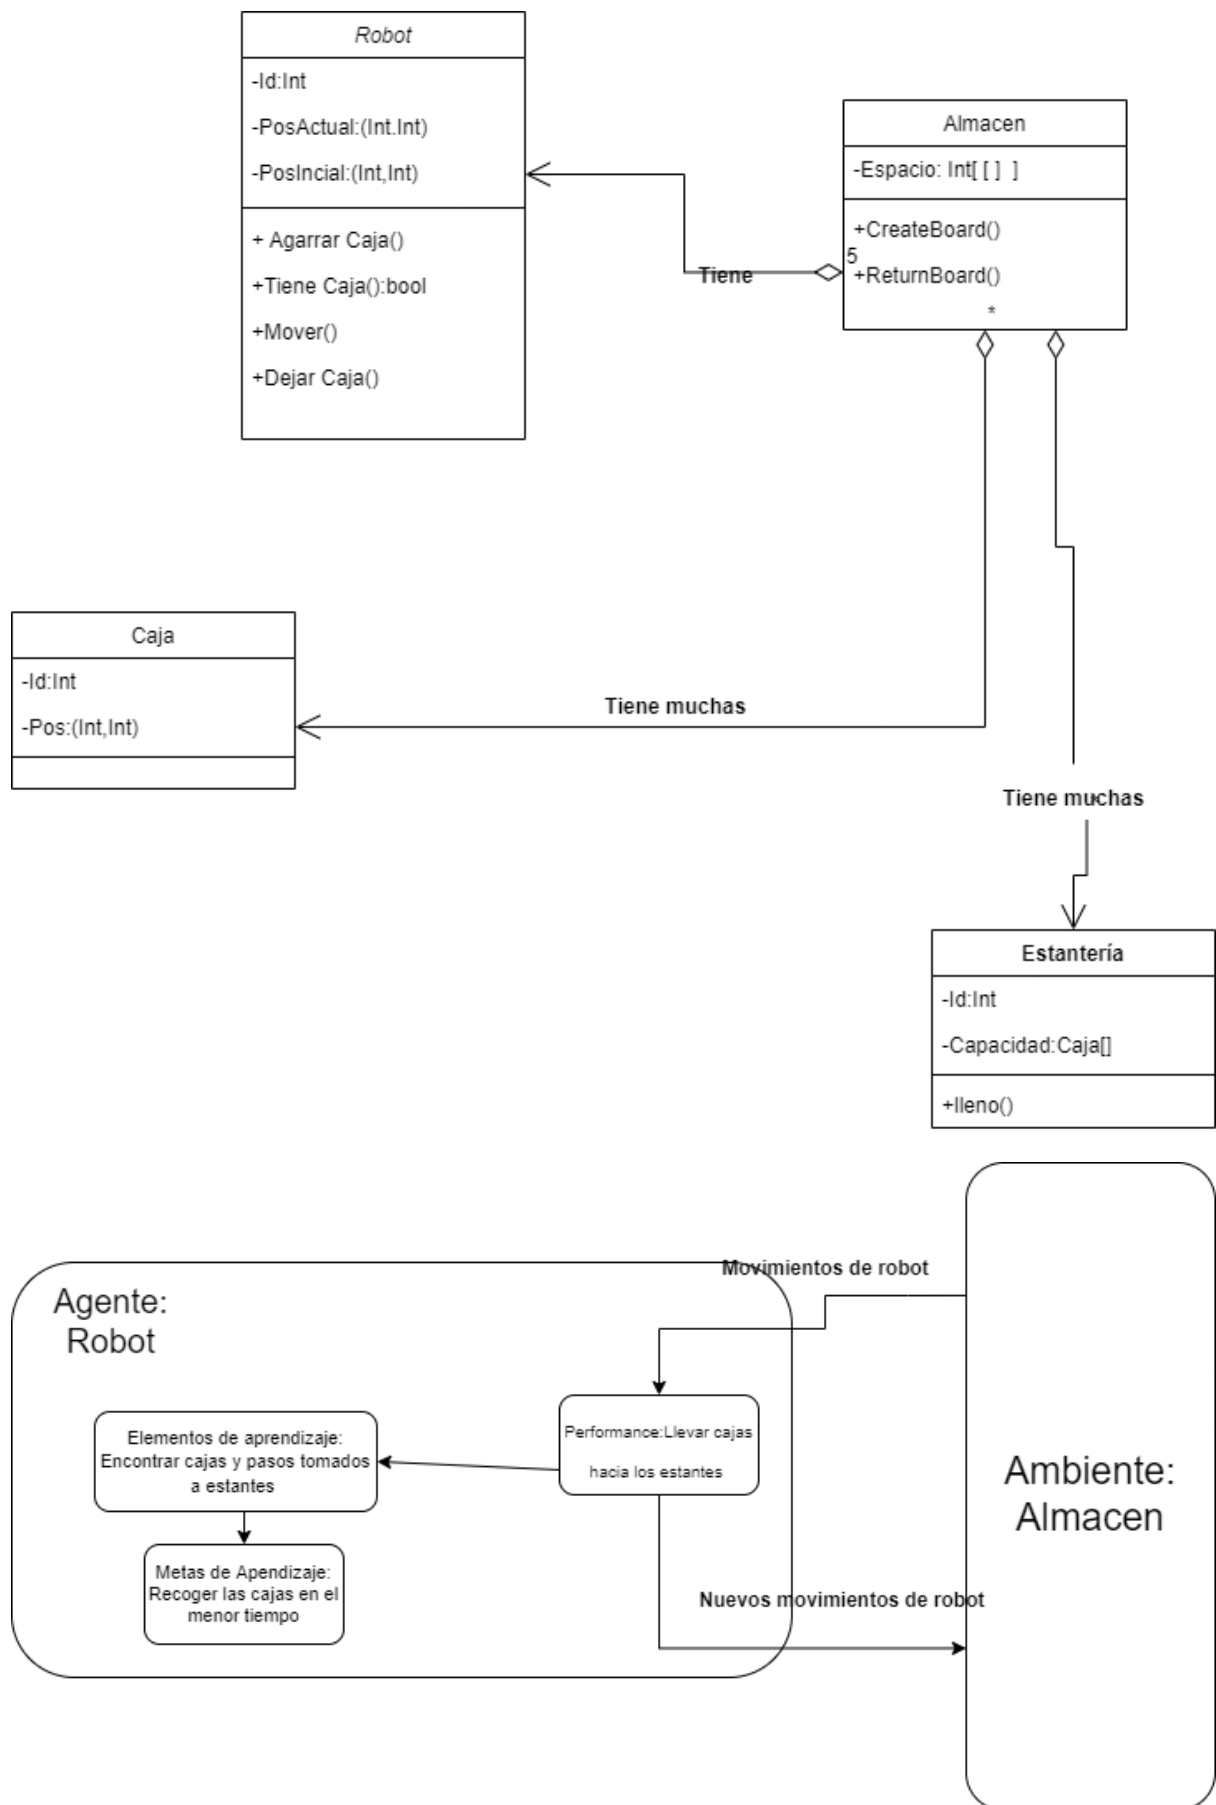 Robot
-Id:Int
-PosActual:(Int.Int)
-PosIncial:(Int,Int)
+ Agarrar Caja()
+Tiene Caja():bool
+Mover()
+Dejar Caja()
Almacen
-Espacio: Int[ [ ]  ]
+CreateBoard()
5
+ReturnBoard()
*
Tiene
Caja
-Id:Int
-Pos:(Int,Int)
Tiene muchas
Tiene muchas
Estantería
-Id:Int
-Capacidad:Caja[]
+lleno()
Agente:
Robot
Movimientos de robot
Performance:Llevar cajas
hacia los estantes
Elementos de aprendizaje:
Encontrar cajas y pasos tomados
a estantes
Metas de Apendizaje:
Recoger las cajas en el
menor tiempo
Nuevos movimientos de robot
Ambiente:
Almacen